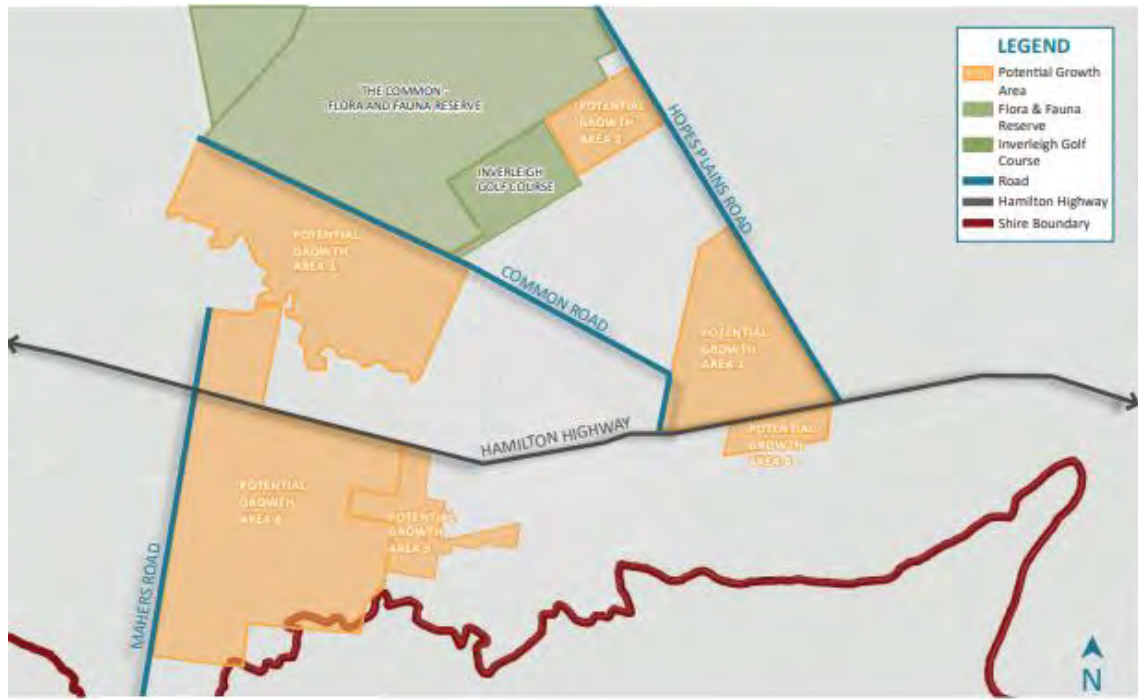 LEGEND
Potential Growth
Area
Flora & Fauna
Reserve
Inverleigh Golf
Course
Road
Hamilton Highway
Shire Boundary
THE COMMON -
FLORA AND FAUNA RESERVE
POTENTIAL
GROWTH
AREA 2
INVERLEIGH
GOLF COURSE
HOPES PLAINS ROAD
POTENTIAL
GROWTH
AREA 3
COMMON ROAD
POTENTIAL
GROWTH
AREA 1
HAMILTON HIGHWAY
POTENTIAL
GROWTH
AREA
POTENTIAL
GROWTH
AREA
POTENTIAL
GROWTH
AREA 5
MAHERS ROAD
N